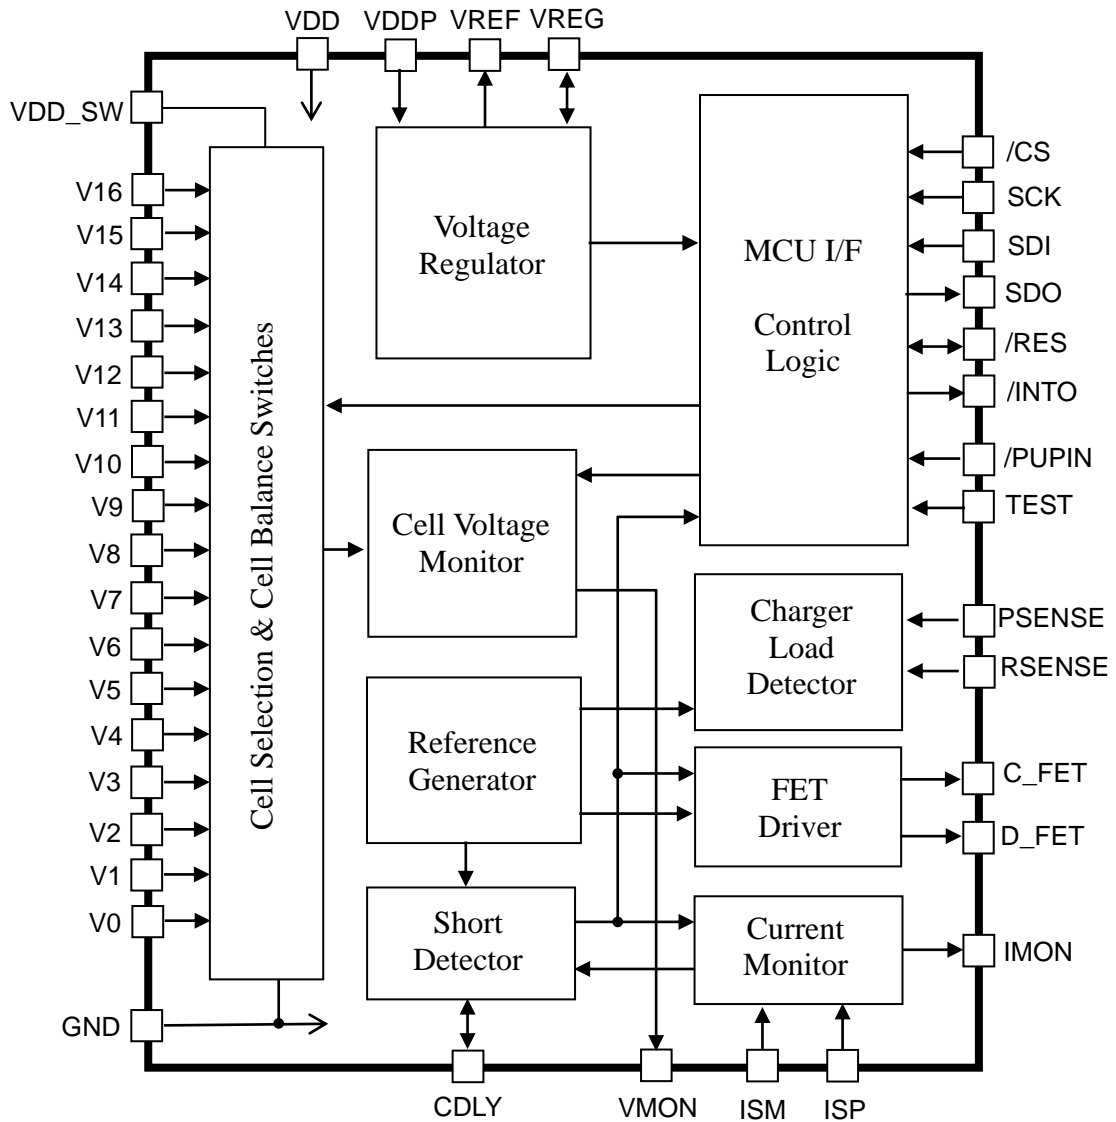 VDD
VDDP
VREF
VREG
VDD_SW
V16
V15
V14
V13
V12
V11
V10
V9
V8
V7
V6
V5
V4
V3
V2
V1
V0
GND
Cell Selection & Cell Balance Switches
Voltage
Regulator
MCU I/F
Control
Logic
Cell Voltage
Monitor
Charger
Load
Detector
Reference
Generator
FET
Driver
Short
Detector
Current
Monitor
/CS
SCK
SDI
SDO
/RES
/INTO
/PUPIN
TEST
PSENSE
RSENSE
C_FET
D_FET
IMON
CDLY
VMON
ISM
ISP